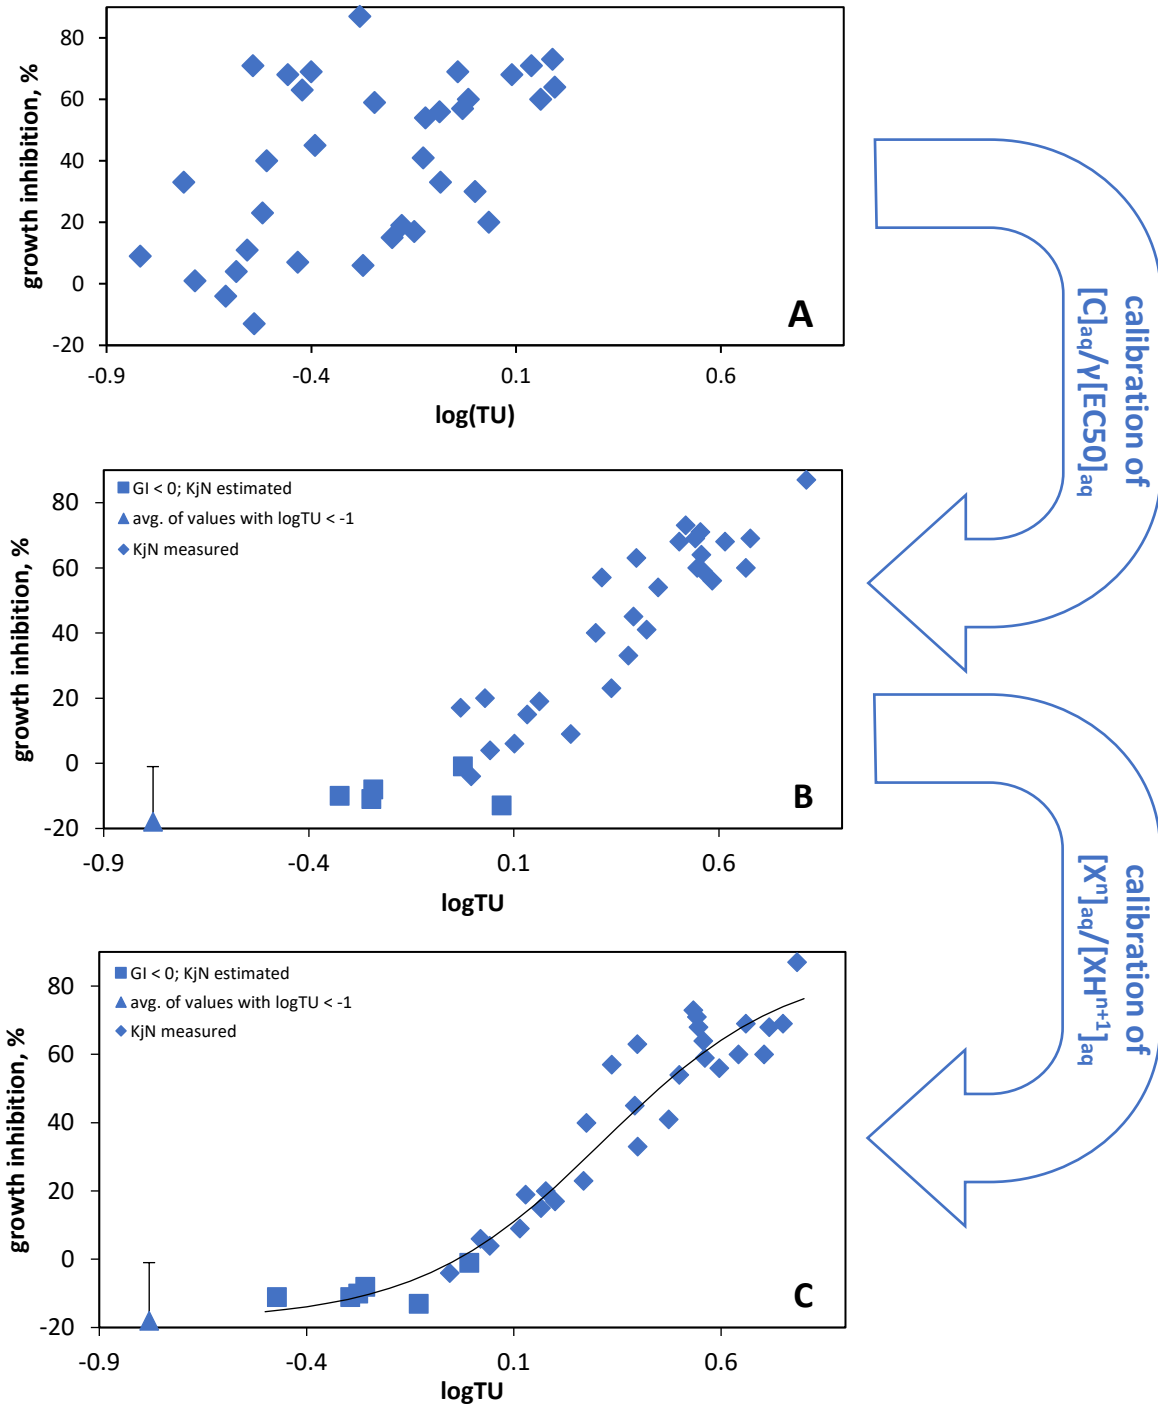 growth inhibition, %
80
60
40
20
0
-20
-0.9
-0.4
0.1
0.6
log(TU)
A
calibration of
[C]aq/γ[EC50]aq
growth inhibition, %
80
60
40
20
0
-20
-0.9
-0.4
0.1
0.6
logTU
GI < 0; KjN estimated
avg. of values with logTU < -1
KjN measured
B
calibration of
[Xⁿ]aq/[XHⁿ⁺¹]aq
growth inhibition, %
80
60
40
20
0
-20
-0.9
-0.4
0.1
0.6
logTU
GI < 0; KjN estimated
avg. of values with logTU < -1
KjN measured
C